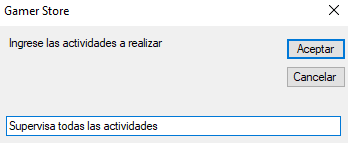 Gamer Store
Ingrese las actividades a realizar
Aceptar
Cancelar
Supervisa todas las actividades